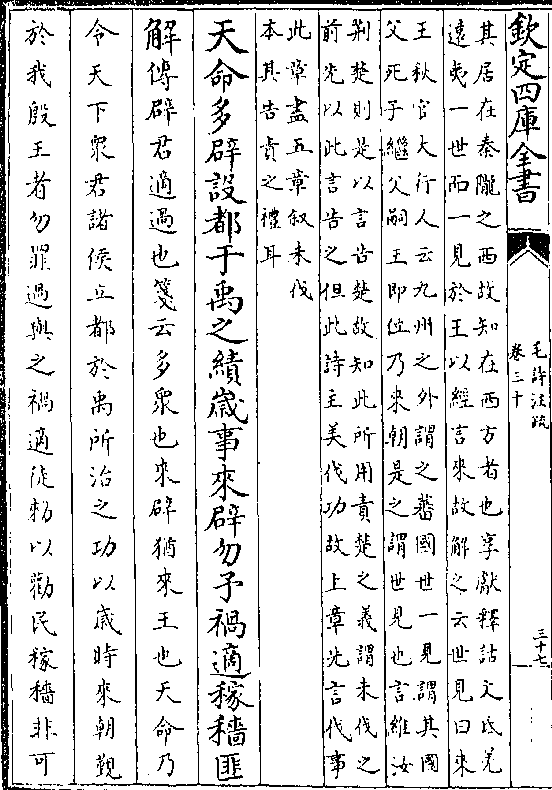 欽定四庫全書
毛詩注疏
卷三十
三十七
其居在秦隴之西故知在西方者也享獻釋詁文氐羌
遠夷一世而一見於王以經言來故解之云世見曰來
王秋官大行人云九州之外謂之蕃國世一見謂其國
父死子繼父嗣王即位乃來朝是之謂世見也言維汝
荆楚則是以言告楚故知此所用責楚之義謂未伐之
前先以此言告之但此詩主美伐功故上章先言伐事
此章盡五章叙未伐
本其告責之禮耳
天命多辟設都于禹之績歲事來辟勿予禍適稼穡匪
解傳辟君適過也箋云多衆也來辟猶來王也天命乃
令天下衆君諸侯立都於禹所治之功以歲時來朝覲
於我殷王者勿罪過與之禍適徒勑以勸民稼穡非可